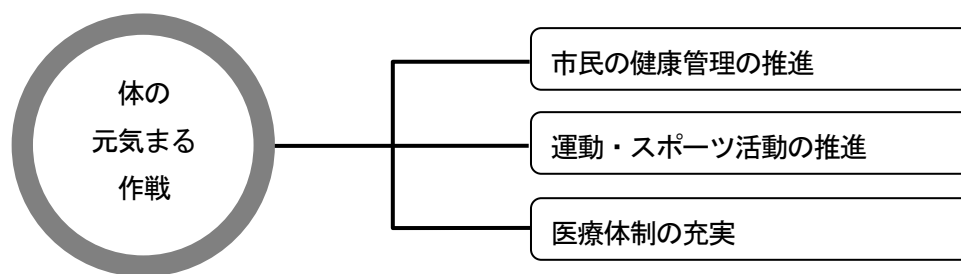 体の
元気まる
作戦
市民の健康管理の推進
運動・スポーツ活動の推進
医療体制の充実